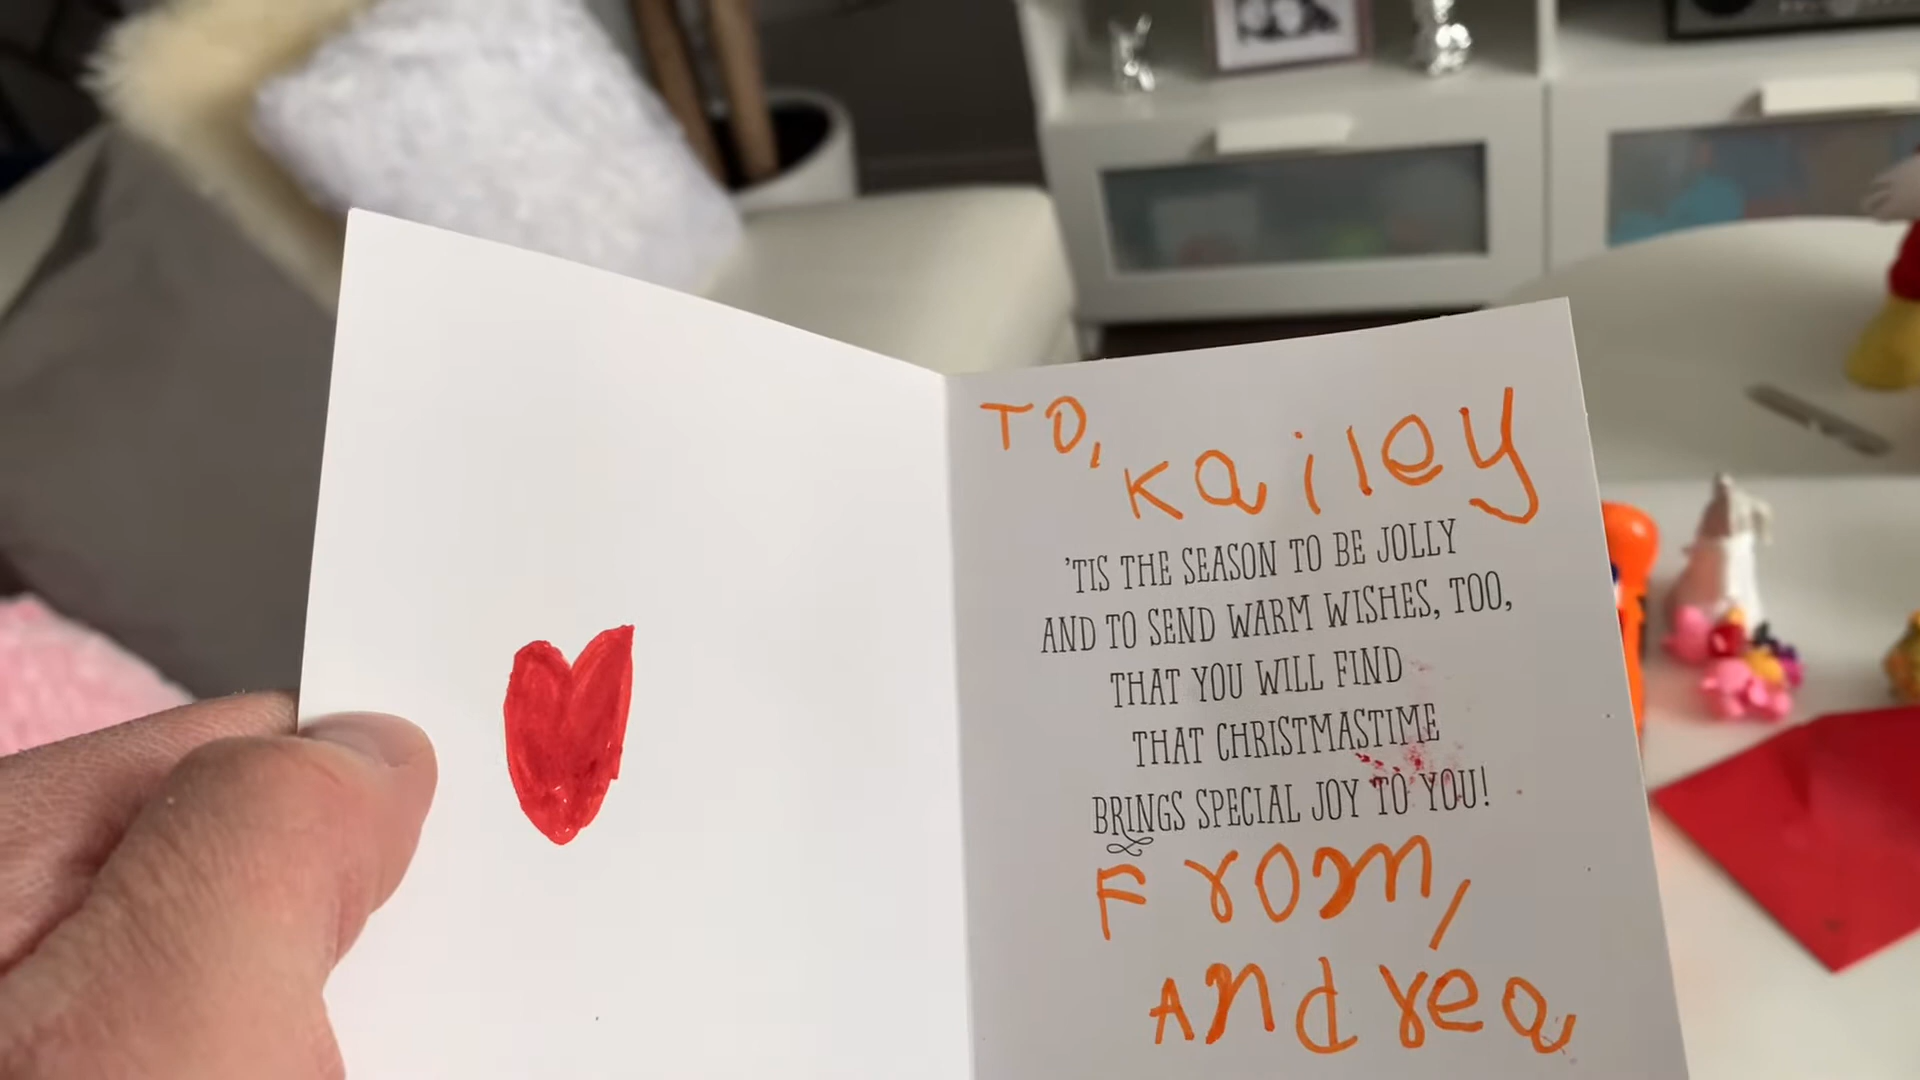 TO,
Kailey
'TIS THE SEASON TO BE JOLLY
AND TO SEND WARM WISHES, TOO,
THAT YOU WILL FIND
THAT CHRISTMASTIME
BRINGS SPECIAL JOY TO YOU!
From,
Andrea